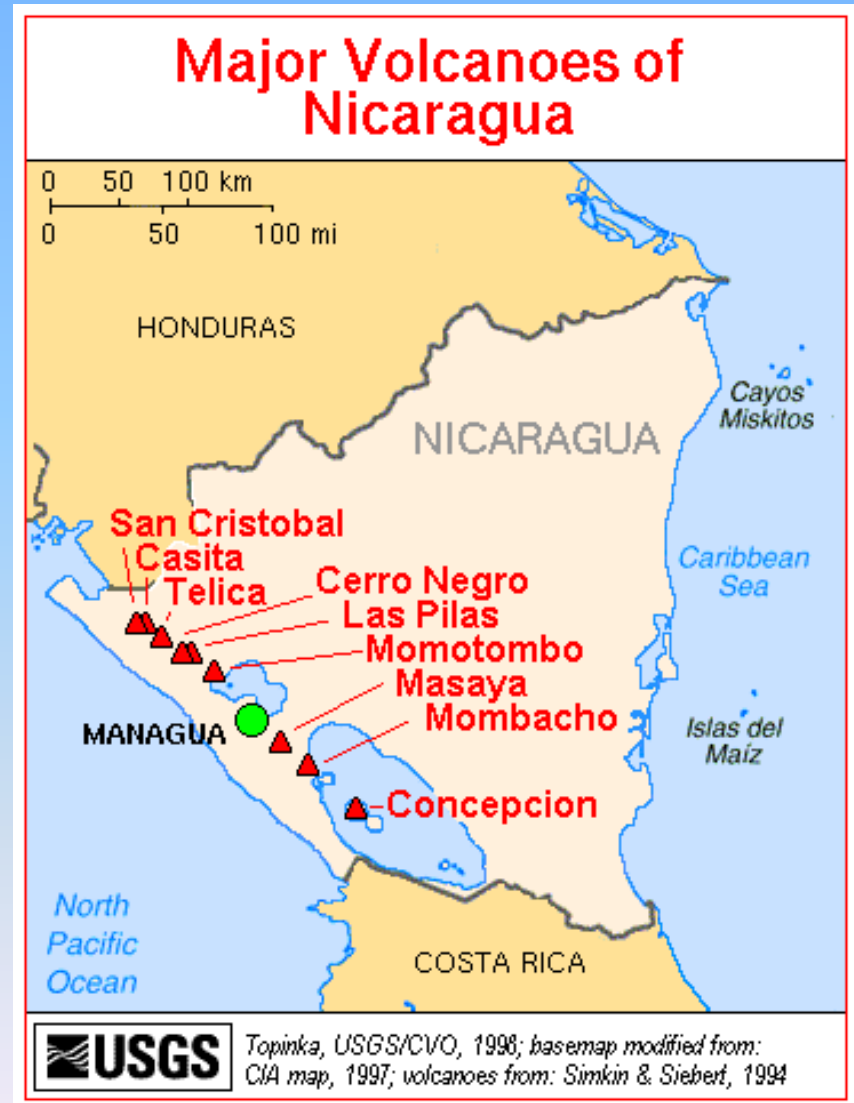 Major Volcanoes of
Nicaragua
0 50 100 km
0 50 100 mi
HONDURAS
NICARAGUA
Cayos
Miskitos
San Cristobal
Casita
Telica
Cerro Negro
Las Pilas
Momotombo
Masaya
Mombacho
Concepcion
MANAGUA
Caribbean
Sea
Islas del
Maíz
North
Pacific
Ocean
COSTA RICA
USGS
Topinka, USGS/CVO, 1998; basemap modified from:
CIA map, 1997; volcanoes from: Simkin & Siebert, 1994